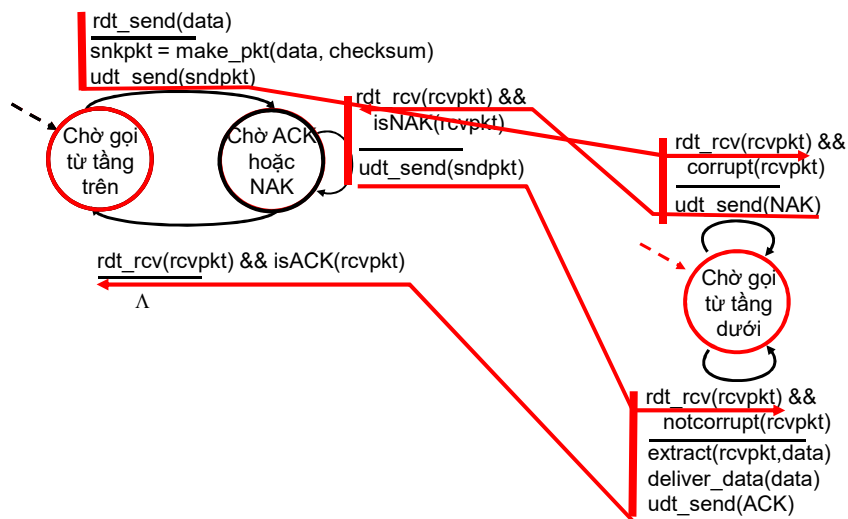 rdt_send(data)
snkpkt = make_pkt(data, checksum)
udt_send(sndpkt)
Chờ gọi
từ tầng
trên
Chờ ACK
hoặc
NAK
rdt_rcv(rcvpkt) &&
isNAK(rcvpkt)
udt_send(sndpkt)
rdt_rcv(rcvpkt) && isACK(rcvpkt)
Λ
rdt_rcv(rcvpkt) &&
corrupt(rcvpkt)
udt_send(NAK)
Chờ gọi
từ tầng
dưới
rdt_rcv(rcvpkt) &&
notcorrupt(rcvpkt)
extract(rcvpkt,data)
deliver_data(data)
udt_send(ACK)